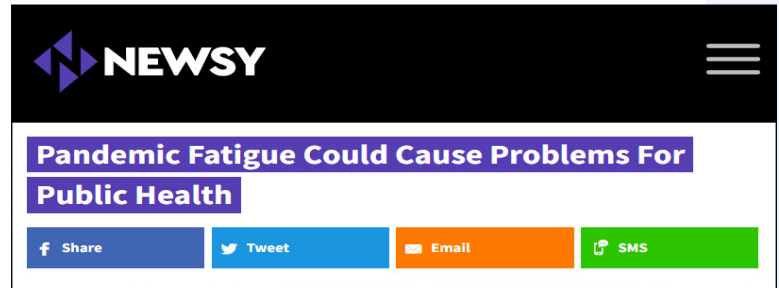 NEWSY
Pandemic Fatigue Could Cause Problems For
Public Health
Share Tweet Email SMS